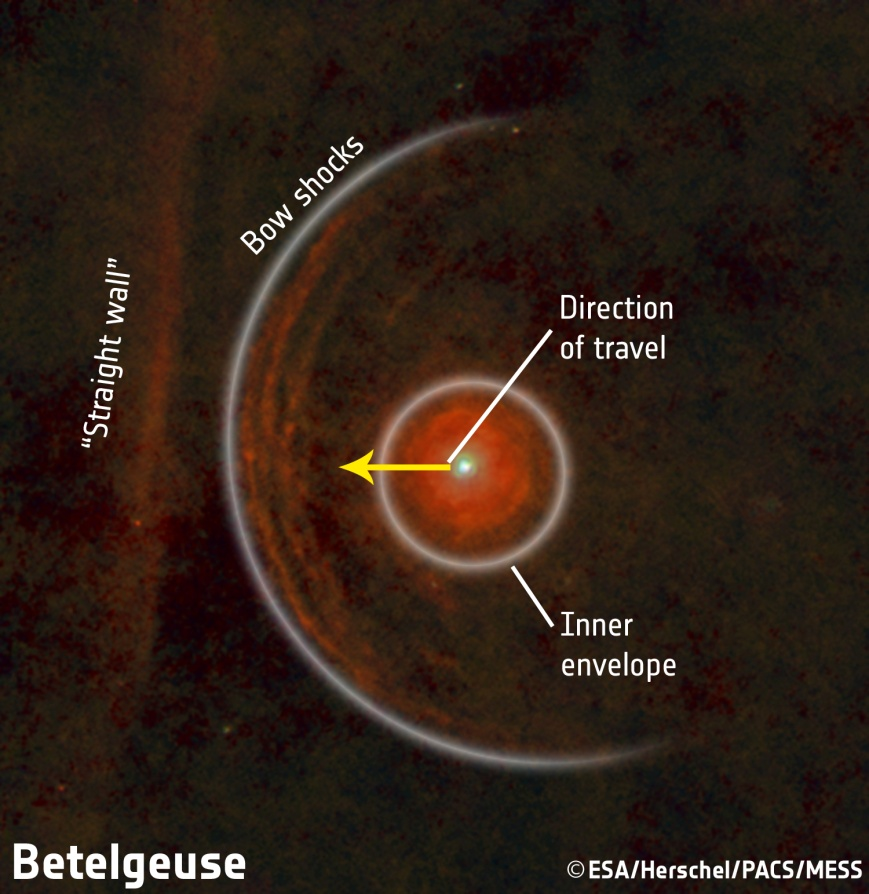 Bow shocks
“Straight wall”
Direction
of travel
Inner
envelope
Betelgeuse
©ESA/Herschel/PACS/MESS